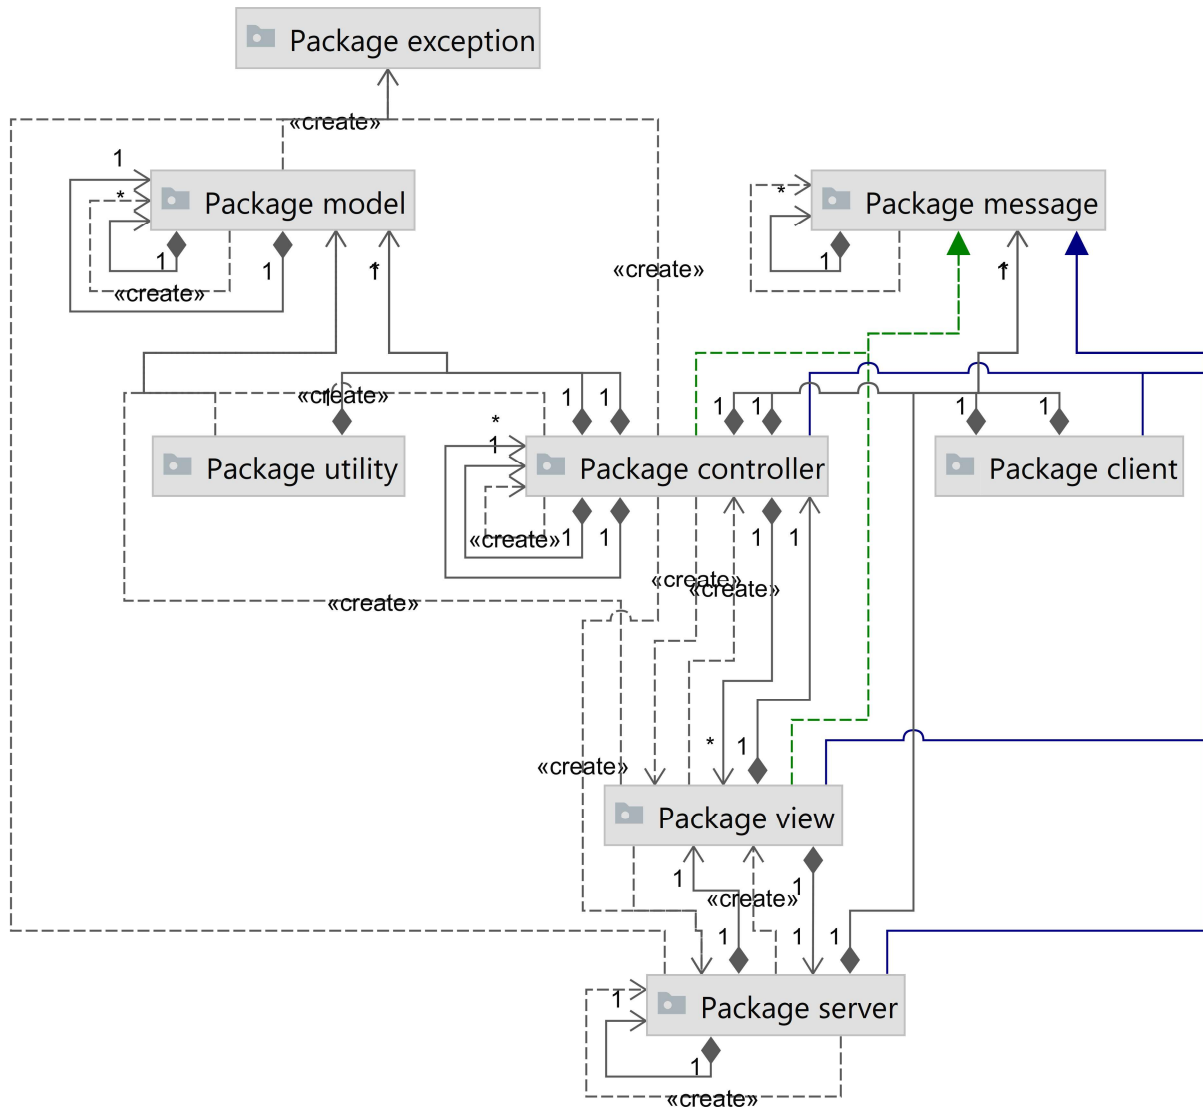 Package exception
«create»
1
*
Package model
1
1
«create»
*
Package message
1
«create»
*
1
*
1
«create»
1
1
1
1
1
1
1
*
1
Package utility
Package controller
Package client
«create»
1
1
1
1
«create»
«create»
«create»
*
1
«create»
Package view
1
1
«create»
1
1
1
Package server
1
1
«create»